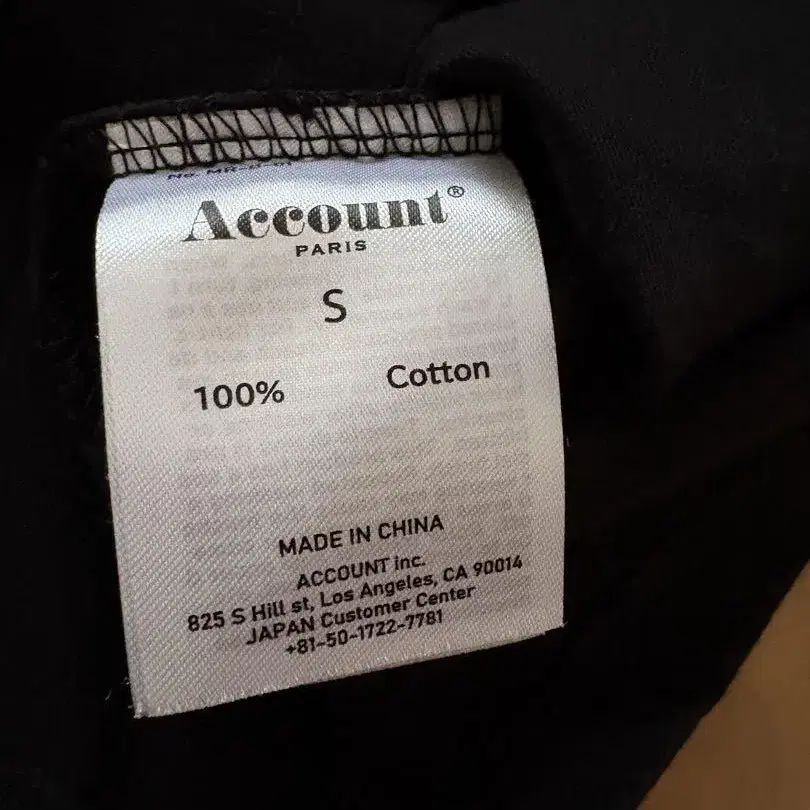 Account®
PARIS
S
100% Cotton
MADE IN CHINA
ACCOUNT inc.
825 S Hill st, Los Angeles, CA 90014
JAPAN Customer Center
+81-50-1722-7781